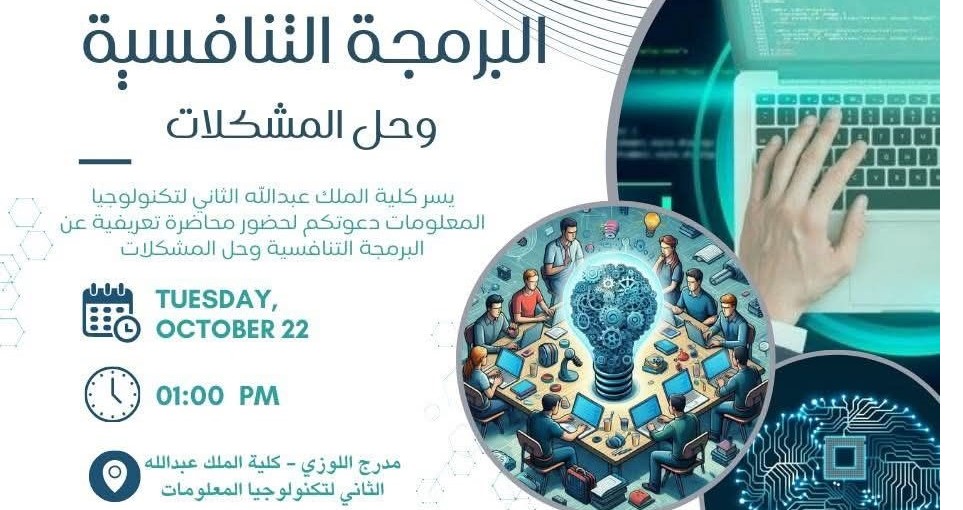 البرمجة التنافسية
وحل المشكلات
يسر كلية الملك عبدالله الثاني لتكنولوجيا
المعلومات دعوتكم لحضور محاضرة تعريفية عن
البرمجة التنافسية وحل المشكلات
TUESDAY,
OCTOBER 22
01:00 PM
مدرج اللوزي - كلية الملك عبدالله
الثاني لتكنولوجيا المعلومات